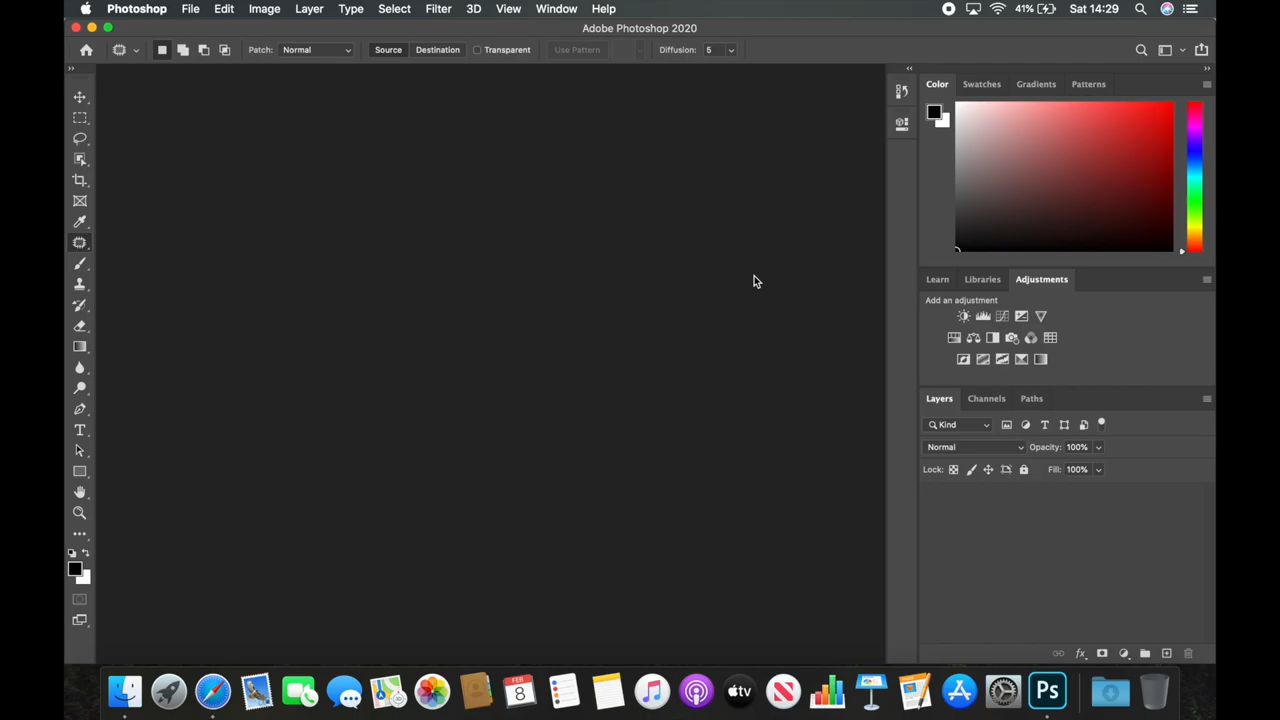 Photoshop File Edit Image Layer Type Select Filter 3D View Window Help 41% Sat 14:29
Adobe Photoshop 2020
Patch: Normal Source Destination Transparent Use Pattern Diffusion: 5
Color Swatches Gradients Patterns
Learn Libraries Adjustments
Add an adjustment
Layers Channels Paths
Kind
Normal Opacity: 100%
Lock: Fill: 100%
FEB
8
tv
Ps